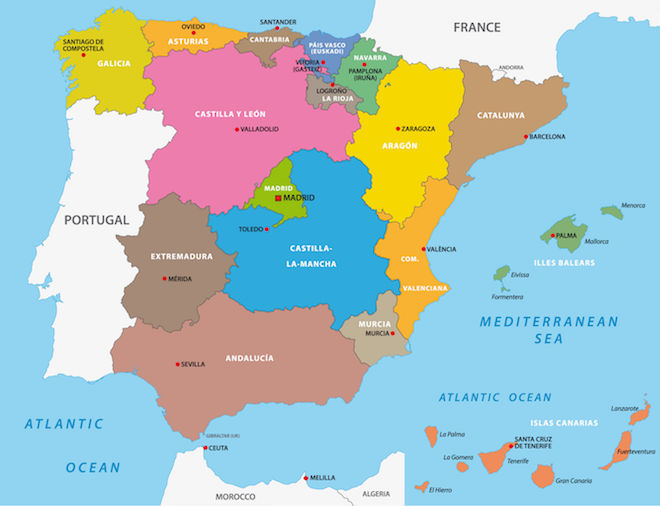 SANTANDER
OVIEDO
FRANCE
SANTIAGO DE
COMPOSTELA
ASTURIAS
CANTABRIA
PÁIS VASCO
(EUSKADI)
NAVARRA
GALICIA
VITORIA
(GASTEIZ)
PAMPLONA
(IRUÑA)
ANDORRA
LOGROÑO
LA RIOJA
CASTILLA Y LEÓN
CATALUNYA
VALLADOLID
ZARAGOZA
BARCELONA
ARAGÓN
MADRID
MADRID
PORTUGAL
Menorca
TOLEDO
PALMA
Mallorca
CASTILLA-
LA-MANCHA
VALÈNCIA
EXTREMADURA
COM.
VALENCIANA
ILLES BALEARS
Eivissa
MÉRIDA
Formentera
MEDITERRANEAN
SEA
MURCIA
MURCIA
ANDALUCÍA
SEVILLA
ATLANTIC
OCEAN
ATLANTIC OCEAN
Lanzarote
ISLAS CANARIAS
GIBRALTAR (UK)
CEUTA
La Palma
SANTA CRUZ
DE TENERIFE
Fuerteventura
La Gomera
Tenerife
MELILLA
Gran Canaria
El Hierro
MOROCCO
ALGERIA